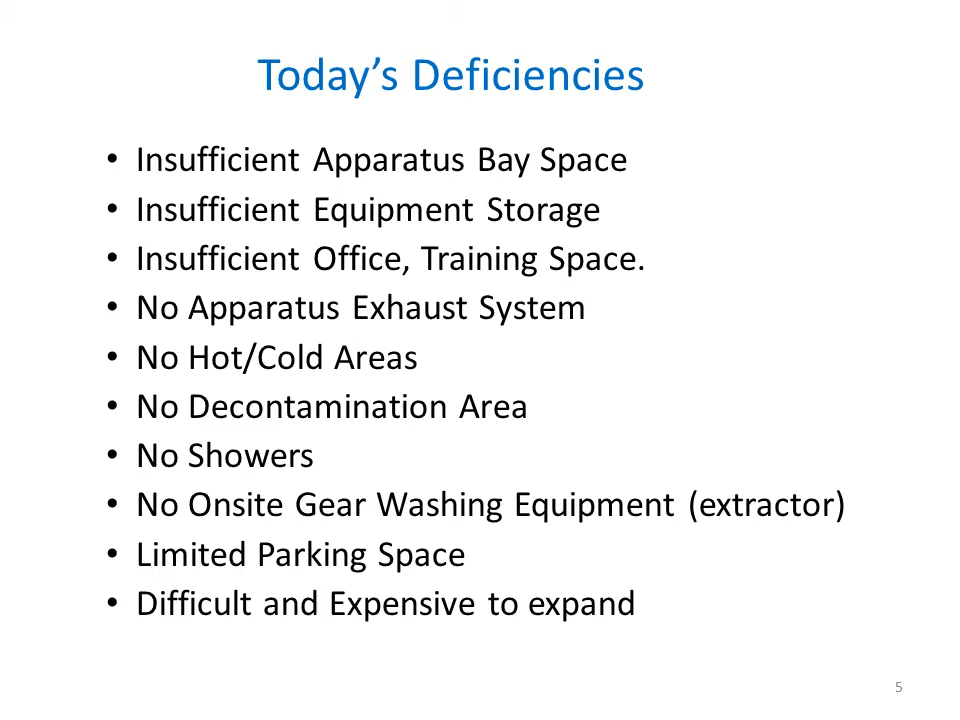 Today’s Deficiencies
• Insufficient Apparatus Bay Space
• Insufficient Equipment Storage
• Insufficient Office, Training Space.
• No Apparatus Exhaust System
• No Hot/Cold Areas
• No Decontamination Area
• No Showers
• No Onsite Gear Washing Equipment (extractor)
• Limited Parking Space
• Difficult and Expensive to expand
5